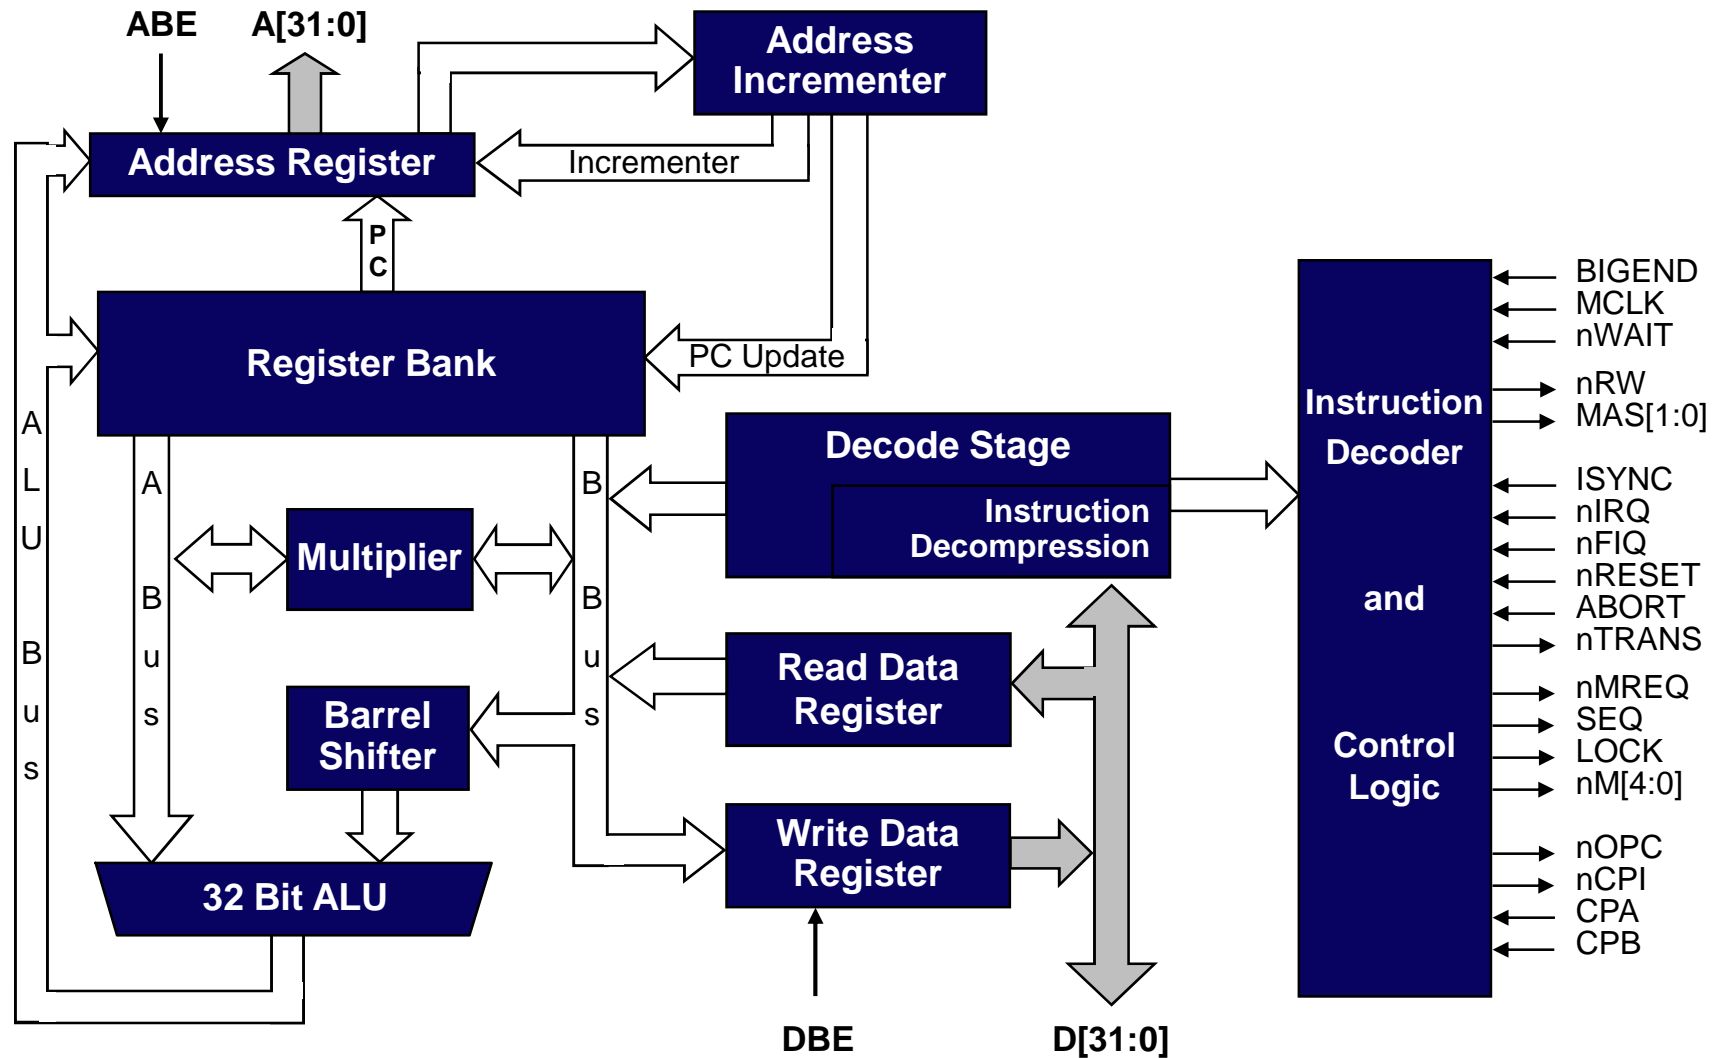 ABE
A[31:0]
Address
Incrementer
Address Register
Incrementer
P
C
Register Bank
PC Update
A
L
U
B
u
s
A
B
u
s
B
B
u
s
Decode Stage
Instruction
Decompression
Multiplier
Read Data
Register
Barrel
Shifter
Write Data
Register
32 Bit ALU
DBE
D[31:0]
Instruction
Decoder
and
Control
Logic
BIGEND
MCLK
nWAIT
nRW
MAS[1:0]
ISYNC
nIRQ
nFIQ
nRESET
ABORT
nTRANS
nMREQ
SEQ
LOCK
nM[4:0]
nOPC
nCPI
CPA
CPB